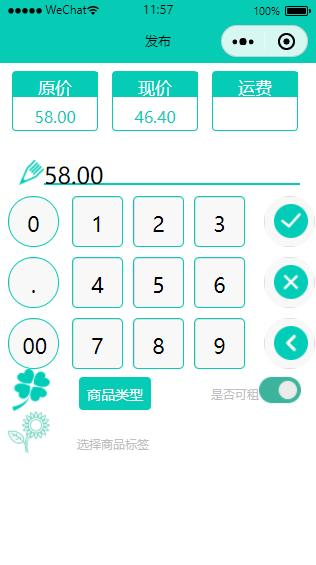 WeChat 11:57 100%
发布
原价 现价 运费
58.00 46.40
58.00
0 1 2 3
. 4 5 6
00 7 8 9
商品类型 是否可租
选择商品标签